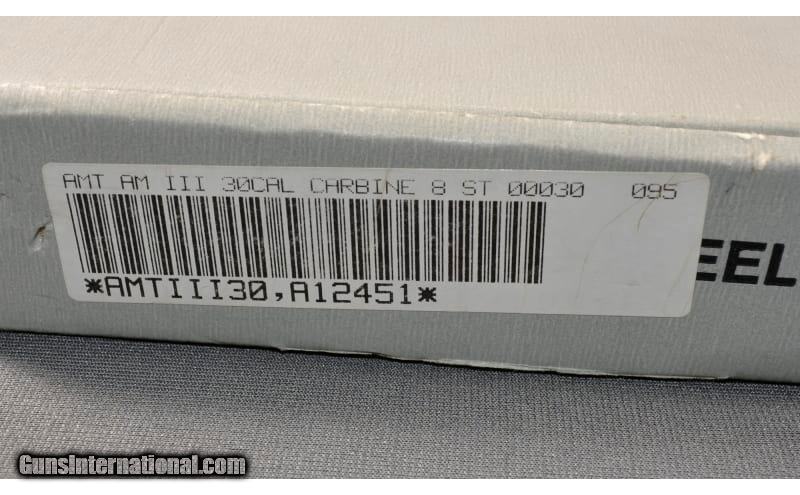 AMT AM III 30CAL CARBINE 8 ST 00030 095
*AMTIII30,A12451*
EEL
GunsInternational.com